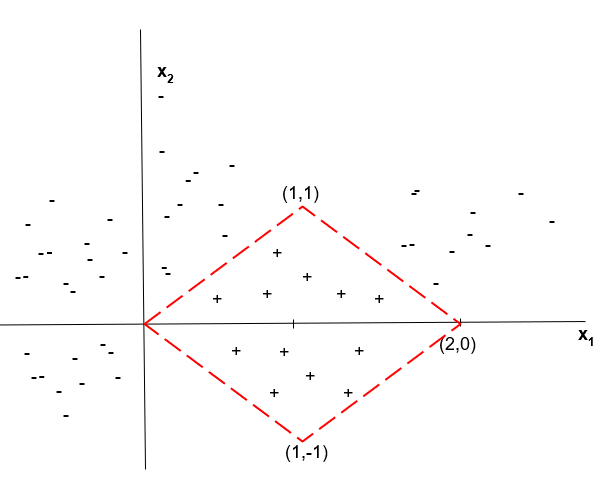 x₂
(1,1)
x₁
(2,0)
(1,-1)